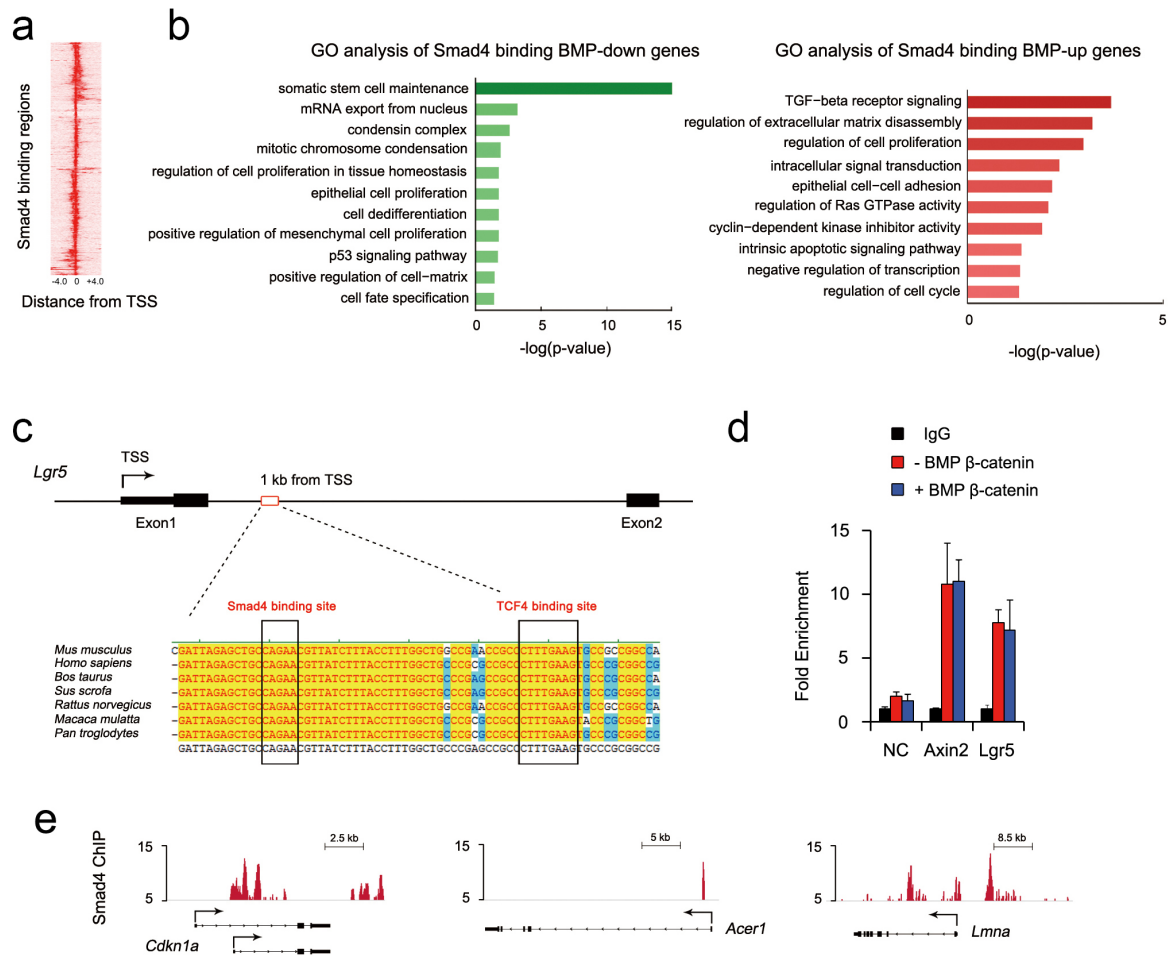 a
Smad4 binding regions
-4.0 0 +4.0
Distance from TSS
b
GO analysis of Smad4 binding BMP-down genes
somatic stem cell maintenance
mRNA export from nucleus
condensin complex
mitotic chromosome condensation
regulation of cell proliferation in tissue homeostasis
epithelial cell proliferation
cell dedifferentiation
positive regulation of mesenchymal cell proliferation
p53 signaling pathway
positive regulation of cell−matrix
cell fate specification
0 5 10 15
-log(p-value)
GO analysis of Smad4 binding BMP-up genes
TGF−beta receptor signaling
regulation of extracellular matrix disassembly
regulation of cell proliferation
intracellular signal transduction
epithelial cell−cell adhesion
regulation of Ras GTPase activity
cyclin−dependent kinase inhibitor activity
intrinsic apoptotic signaling pathway
negative regulation of transcription
regulation of cell cycle
0 5
-log(p-value)
c
Lgr5
TSS
1 kb from TSS
Exon1
Exon2
Smad4 binding site
TCF4 binding site
Mus musculus CGATTAGAGCTGCCAGAACGTTATCTTTACCTTTGGCTGGCCGAACCGCCCTTTGAAGTGCCGCCGGCCA
Homo sapiens -GATTAGAGCTGCCAGAACGTTATCTTTACCTTTGGCTGCCCGCGCCGCCCTTTGAAGTGCCCGCGGCCG
Bos taurus -GATTAGAGCTGCCAGAACGTTATCTTTACCTTTGGCTGCCCGAGCCGCCCTTTGAAGTGCCCGCGGCCA
Sus scrofa -GATTAGAGCTGCCAGAACGTTATCTTTACCTTTGGCTGCCCGAGCCGCCCTTTGAAGTGCCCGCGGCCG
Rattus norvegicus -GATTAGAGCTGCCAGAACGTTATCTTTACCTTTGGCTGGCCGAACCGCCCTTTGAAGTGCCGCCGGCCA
Macaca mulatta -GATTAGAGCTGCCAGAACGTTATCTTTACCTTTGGCTGCCCGCGCCGCCCTTTGAAGTACCCGCGGCTG
Pan troglodytes -GATTAGAGCTGCCAGAACGTTATCTTTACCTTTGGCTGCCCGCGCCGCCCTTTGAAGTGCCCGCGGCCG
GATTAGAGCTGCCAGAACGTTATCTTTACCTTTGGCTGCCCGAGCCGCCCTTTGAAGTGCCCGCGGCCG
d
IgG
- BMP β-catenin
+ BMP β-catenin
Fold Enrichment
15
10
5
0
NC Axin2 Lgr5
e
Smad4 ChIP
15
5
2.5 kb
Cdkn1a
15
5
5 kb
Acer1
15
5
8.5 kb
Lmna